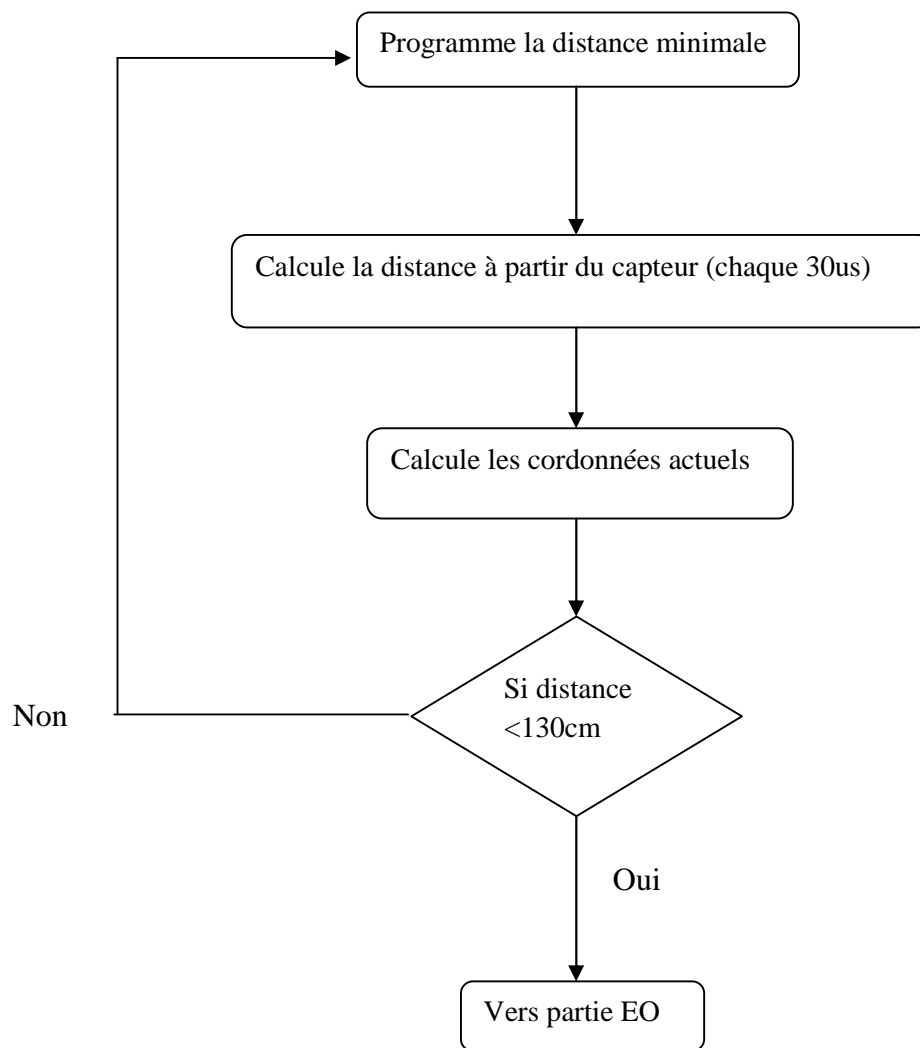 Programme la distance minimale
Calcule la distance à partir du capteur (chaque 30us)
Calcule les cordonnées actuels
Si distance
<130cm
Non
Oui
Vers partie EO